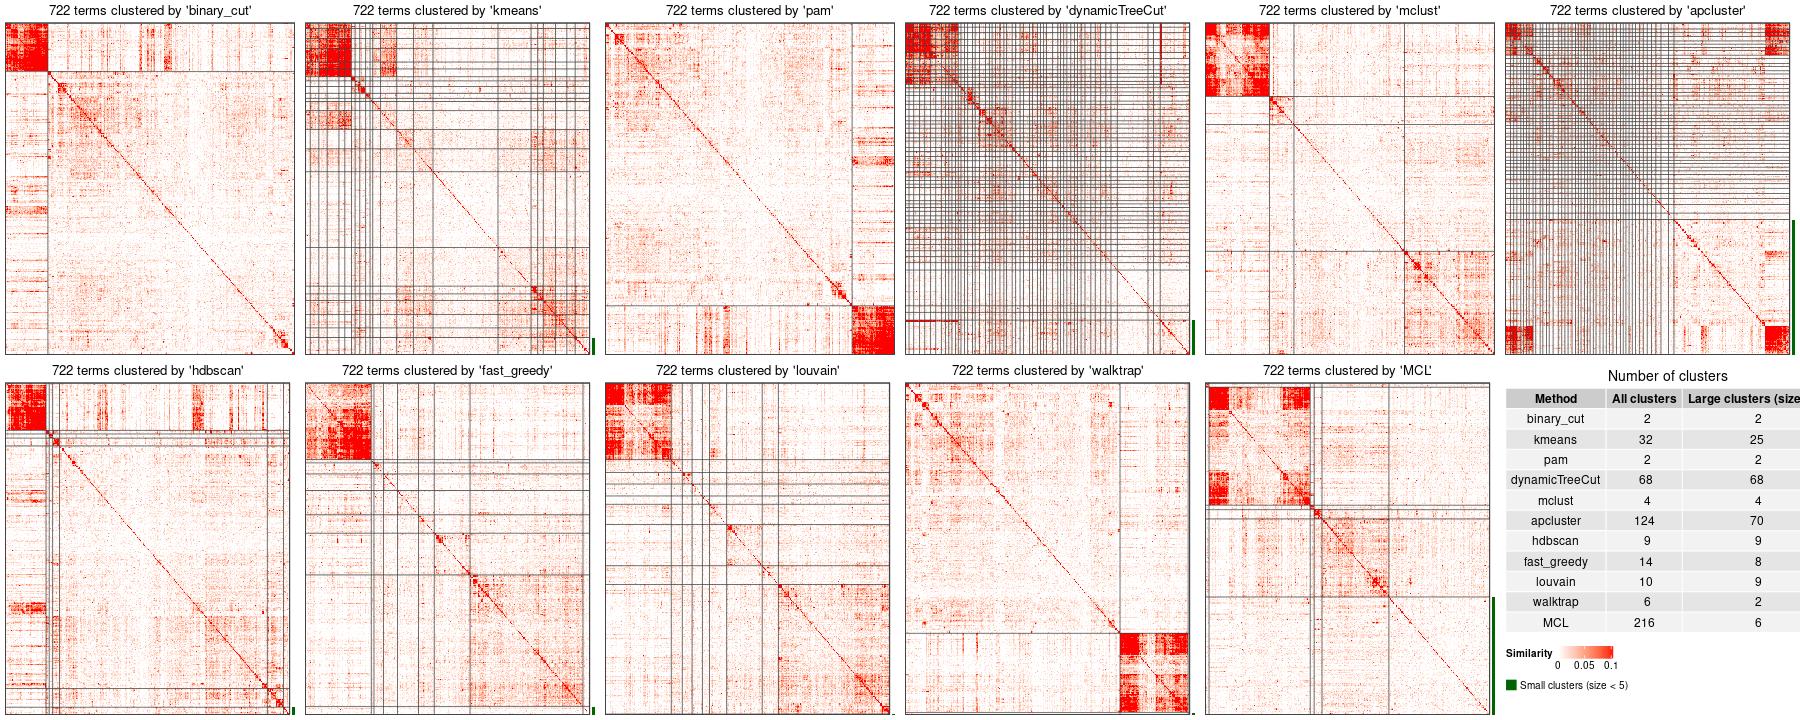 722 terms clustered by 'binary_cut'
722 terms clustered by 'kmeans'
722 terms clustered by 'pam'
722 terms clustered by 'dynamicTreeCut'
722 terms clustered by 'mclust'
722 terms clustered by 'apcluster'
722 terms clustered by 'hdbscan'
722 terms clustered by 'fast_greedy'
722 terms clustered by 'louvain'
722 terms clustered by 'walktrap'
722 terms clustered by 'MCL'
Number of clusters
Method All clusters Large clusters (size
binary_cut 2 2
kmeans 32 25
pam 2 2
dynamicTreeCut 68 68
mclust 4 4
apcluster 124 70
hdbscan 9 9
fast_greedy 14 8
louvain 10 9
walktrap 6 2
MCL 216 6
Similarity
0 0.05 0.1
Small clusters (size < 5)